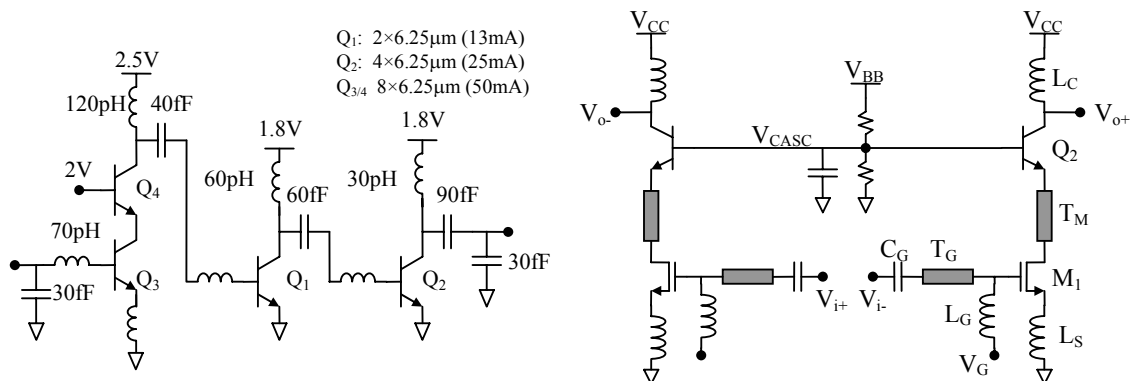 Q1: 2×6.25μm (13mA)
Q2: 4×6.25μm (25mA)
Q3/4 8×6.25μm (50mA)
2.5V
120pH
40fF
2V
Q4
70pH
30fF
Q3
1.8V
60pH
60fF
Q1
1.8V
30pH
90fF
30fF
Q2
VCC
Vo-
VBB
VCASC
VCC
LC
Vo+
Q2
TM
CG
TG
M1
Vi+
Vi-
LG
LS
VG